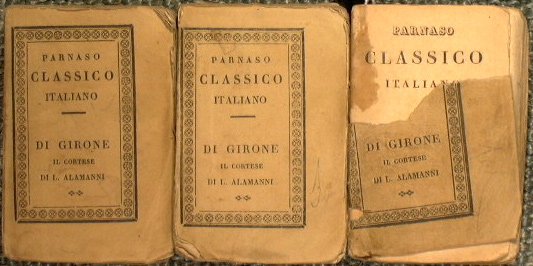 PARNASO
CLASSICO
ITALIANO
DI GIRONE
IL CORTESE
DI L. ALAMANNI
PARNASO
CLASSICO
ITALIANO
DI GIRONE
IL CORTESE
DI L. ALAMANNI
PARNASO
CLASSICO
ITALIANO
DI GIRONE
IL CORTESE
DI L. ALAMANNI